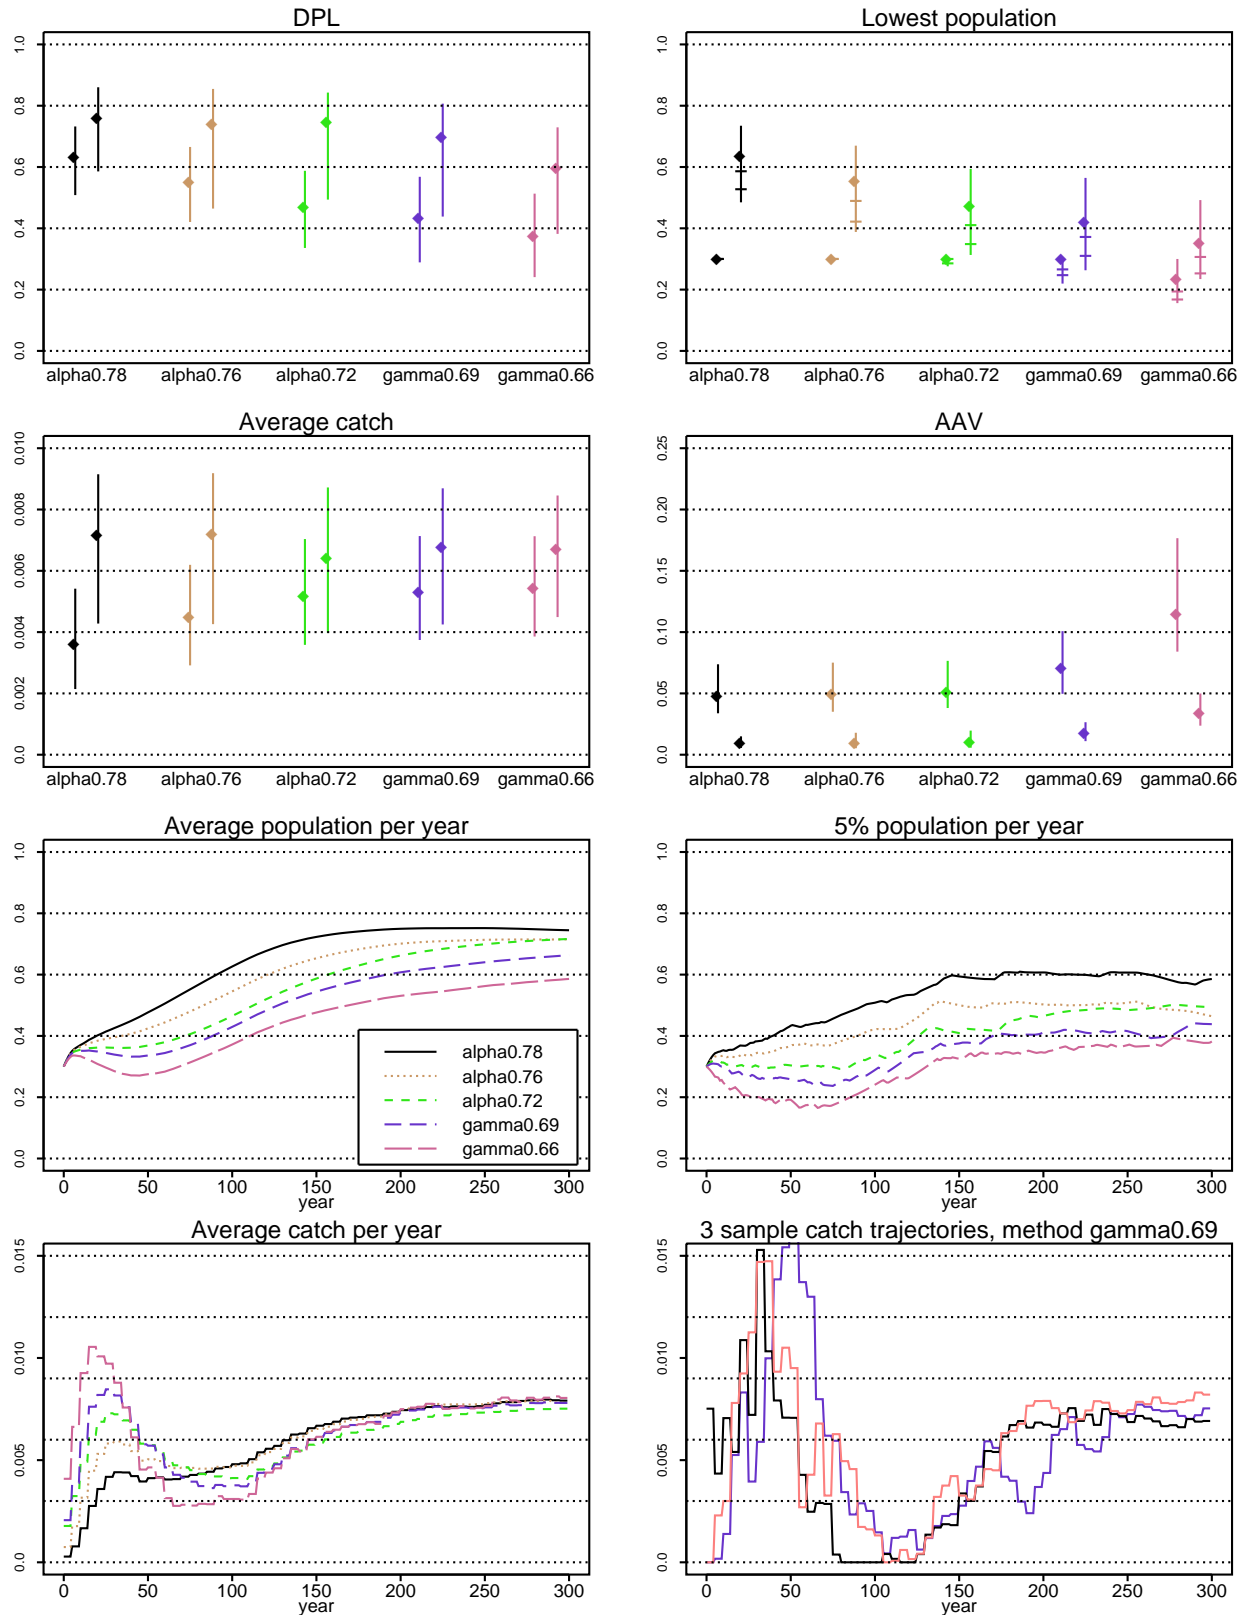 DPL
1.0
0.8
0.6
0.4
0.2
0.0
alpha0.78 alpha0.76 alpha0.72 gamma0.69 gamma0.66
Lowest population
1.0
0.8
0.6
0.4
0.2
0.0
alpha0.78 alpha0.76 alpha0.72 gamma0.69 gamma0.66
Average catch
0.010
0.008
0.006
0.004
0.002
0.0
alpha0.78 alpha0.76 alpha0.72 gamma0.69 gamma0.66
AAV
0.25
0.20
0.15
0.10
0.05
0.0
alpha0.78 alpha0.76 alpha0.72 gamma0.69 gamma0.66
Average population per year
1.0
0.8
0.6
0.4
0.2
0.0
alpha0.78
alpha0.76
alpha0.72
gamma0.69
gamma0.66
0 50 100 150 200 250 300
year
5% population per year
1.0
0.8
0.6
0.4
0.2
0.0
0 50 100 150 200 250 300
year
Average catch per year
0.015
0.010
0.005
0.0
0 50 100 150 200 250 300
year
3 sample catch trajectories, method gamma0.69
0.015
0.010
0.005
0.0
0 50 100 150 200 250 300
year